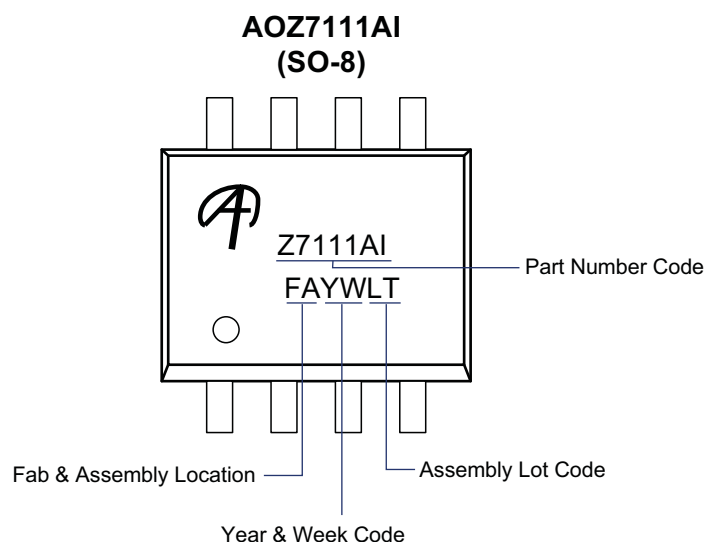 AOZ7111AI
(SO-8)
Z7111AI
Part Number Code
FAYWLT
Fab & Assembly Location
Assembly Lot Code
Year & Week Code